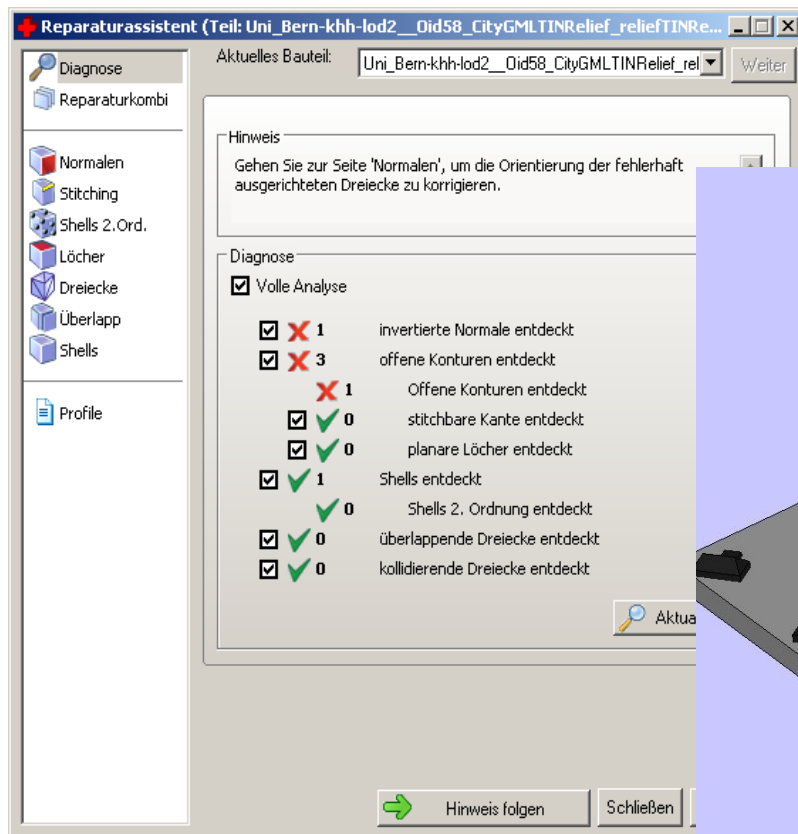 Reparaturassistent (Teil: Uni_Bern-khh-lod2__Oid58_CityGMLTINRelief_reliefTINRe...
Diagnose
Reparaturkombi
Normalen
Stitching
Shells 2.Ord.
Löcher
Dreiecke
Überlapp
Shells
Profile
Aktuelles Bauteil:
Uni_Bern-khh-lod2__Oid58_CityGMLTINRelief_rel
Weiter
Hinweis
Gehen Sie zur Seite 'Normalen', um die Orientierung der fehlerhaft
ausgerichteten Dreiecke zu korrigieren.
Diagnose
Volle Analyse
1 invertierte Normale entdeckt
3 offene Konturen entdeckt
1 Offene Konturen entdeckt
0 stitchbare Kante entdeckt
0 planare Löcher entdeckt
1 Shells entdeckt
0 Shells 2. Ordnung entdeckt
0 überlappende Dreiecke entdeckt
0 kollidierende Dreiecke entdeckt
Aktua
Hinweis folgen
Schließen